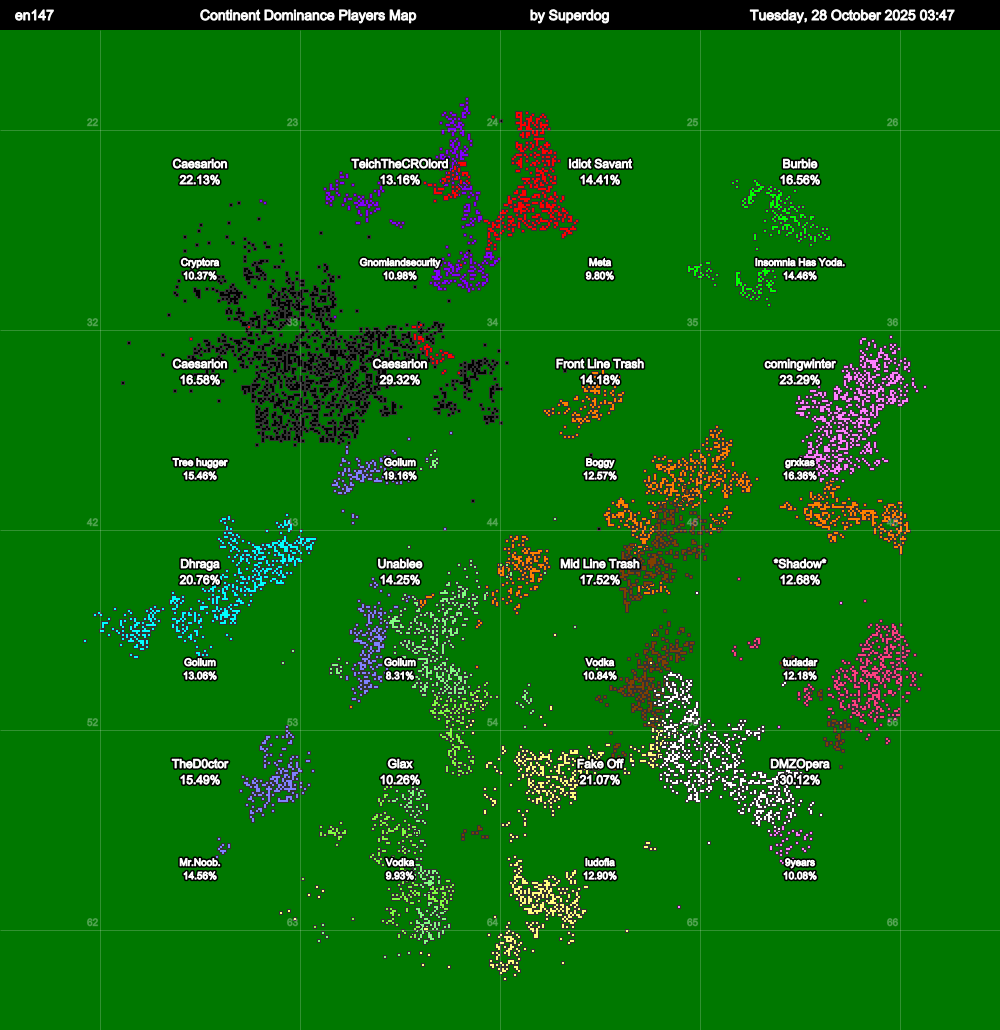 en147 Continent Dominance Players Map by Superdog Tuesday, 28 October 2025 03:47
22 23 24 25 26
Caesarion TeichTheCROlord Idiot Savant Burbie
22.13% 13.16% 14.41% 16.56%
Cryptora Gnomlandsecurity Meta Insomnia Has Yoda.
10.37% 10.98% 9.80% 14.46%
32 33 34 35 36
Caesarion Caesarion Front Line Trash comingwinter
16.58% 29.32% 14.18% 23.29%
Tree hugger Gollum Boggy grxkas
15.46% 19.16% 12.57% 16.36%
42 43 44 45 46
Dhraga Unablee Mid Line Trash "Shadow"
20.76% 14.25% 17.52% 12.68%
Gollum Gollum Vodka tudadar
13.06% 8.31% 10.84% 12.18%
52 53 54 56
TheD0ctor Glax Fake Off DMZOpera
15.49% 10.26% 21.07% 30.12%
Mr.Noob. Vodka ludofia 9years
14.56% 9.93% 12.90% 10.08%
62 63 64 65 66